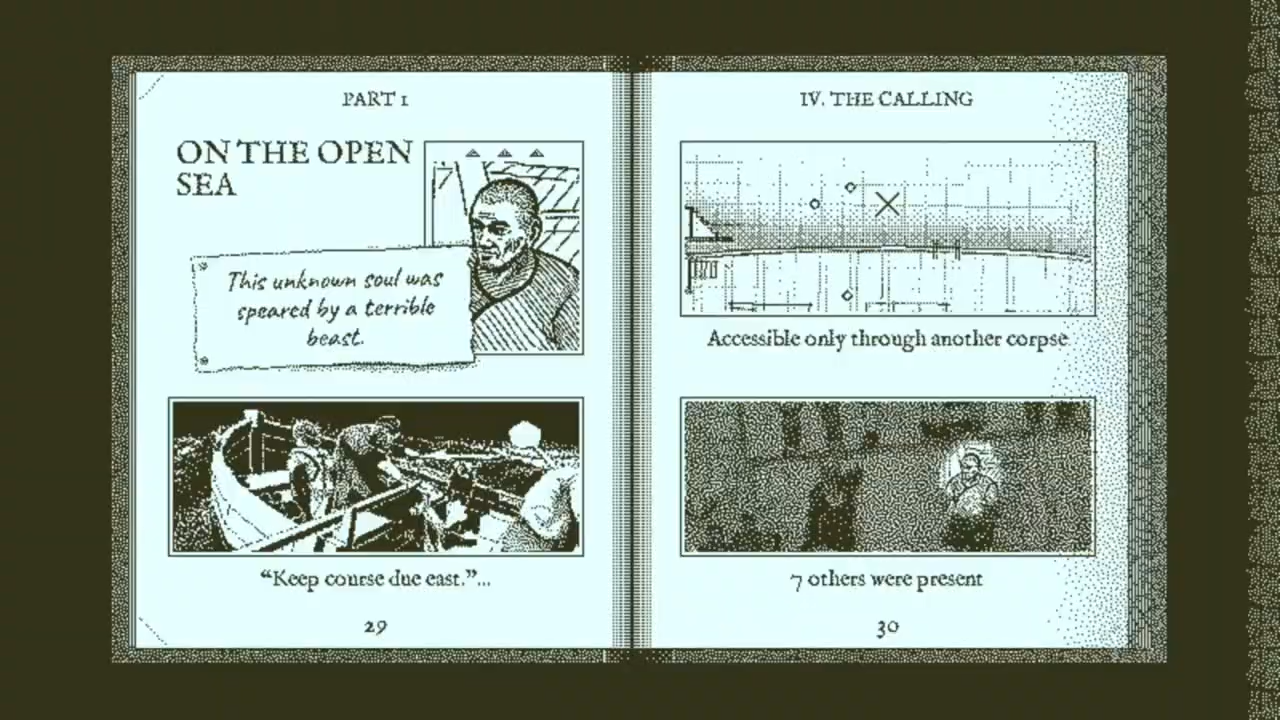 PART 1
ON THE OPEN
SEA
This unknown soul was
speared by a terrible
beast.
"Keep course due east."...
29
IV. THE CALLING
Accessible only through another corpse
7 others were present
30